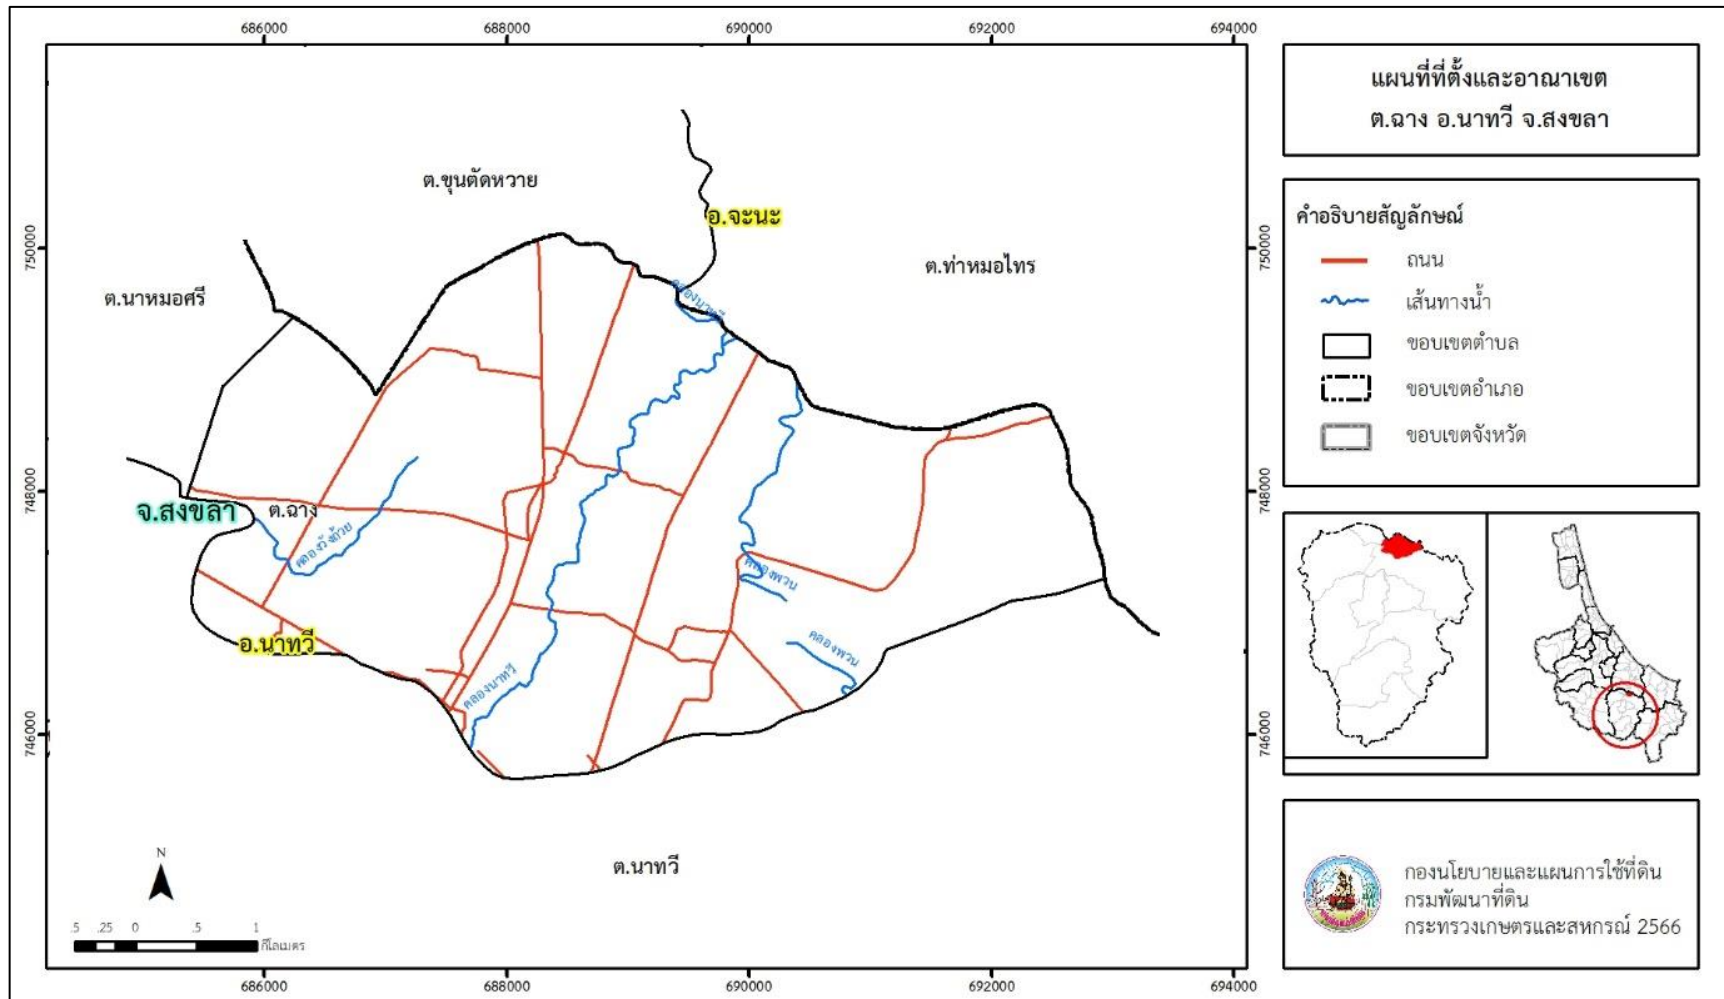 686000
688000
690000
692000
694000
แผนที่ที่ตั้งและอาณาเขต
ต.ฉาง อ.นาทวี จ.สงขลา
ต.ขุนตัดหวาย
อ.จะนะ
ต.ท่าหมอไทร
ต.นาหมอศรี
750000
750000
คลองนาทวี
คำอธิบายสัญลักษณ์
ถนน
เส้นทางน้ำ
ขอบเขตตำบล
ขอบเขตอำเภอ
ขอบเขตจังหวัด
748000
748000
จ.สงขลา
ต.ฉาง
คลองวังถ้วย
คลองพวน
อ.นาทวี
คลองพวน
คลองนาทวี
746000
746000
ต.นาทวี
N
.5 .25 0 .5 1
กิโลเมตร
กองนโยบายและแผนการใช้ที่ดิน
กรมพัฒนาที่ดิน
กระทรวงเกษตรและสหกรณ์ 2566
686000
688000
690000
692000
694000